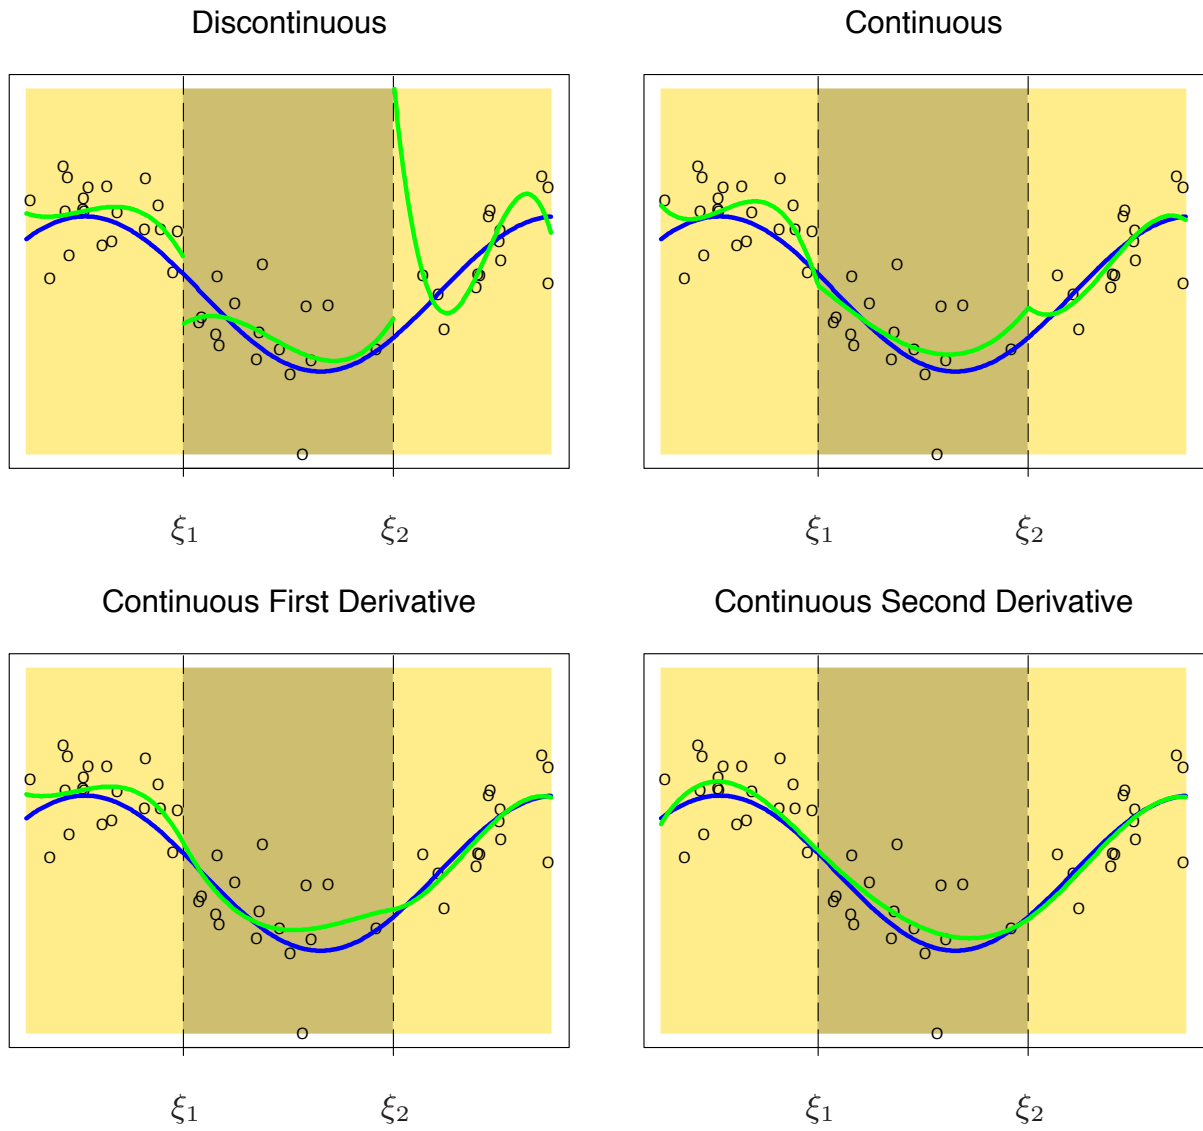 Discontinuous
Continuous
ξ1 ξ2
ξ1 ξ2
Continuous First Derivative
Continuous Second Derivative
ξ1 ξ2
ξ1 ξ2